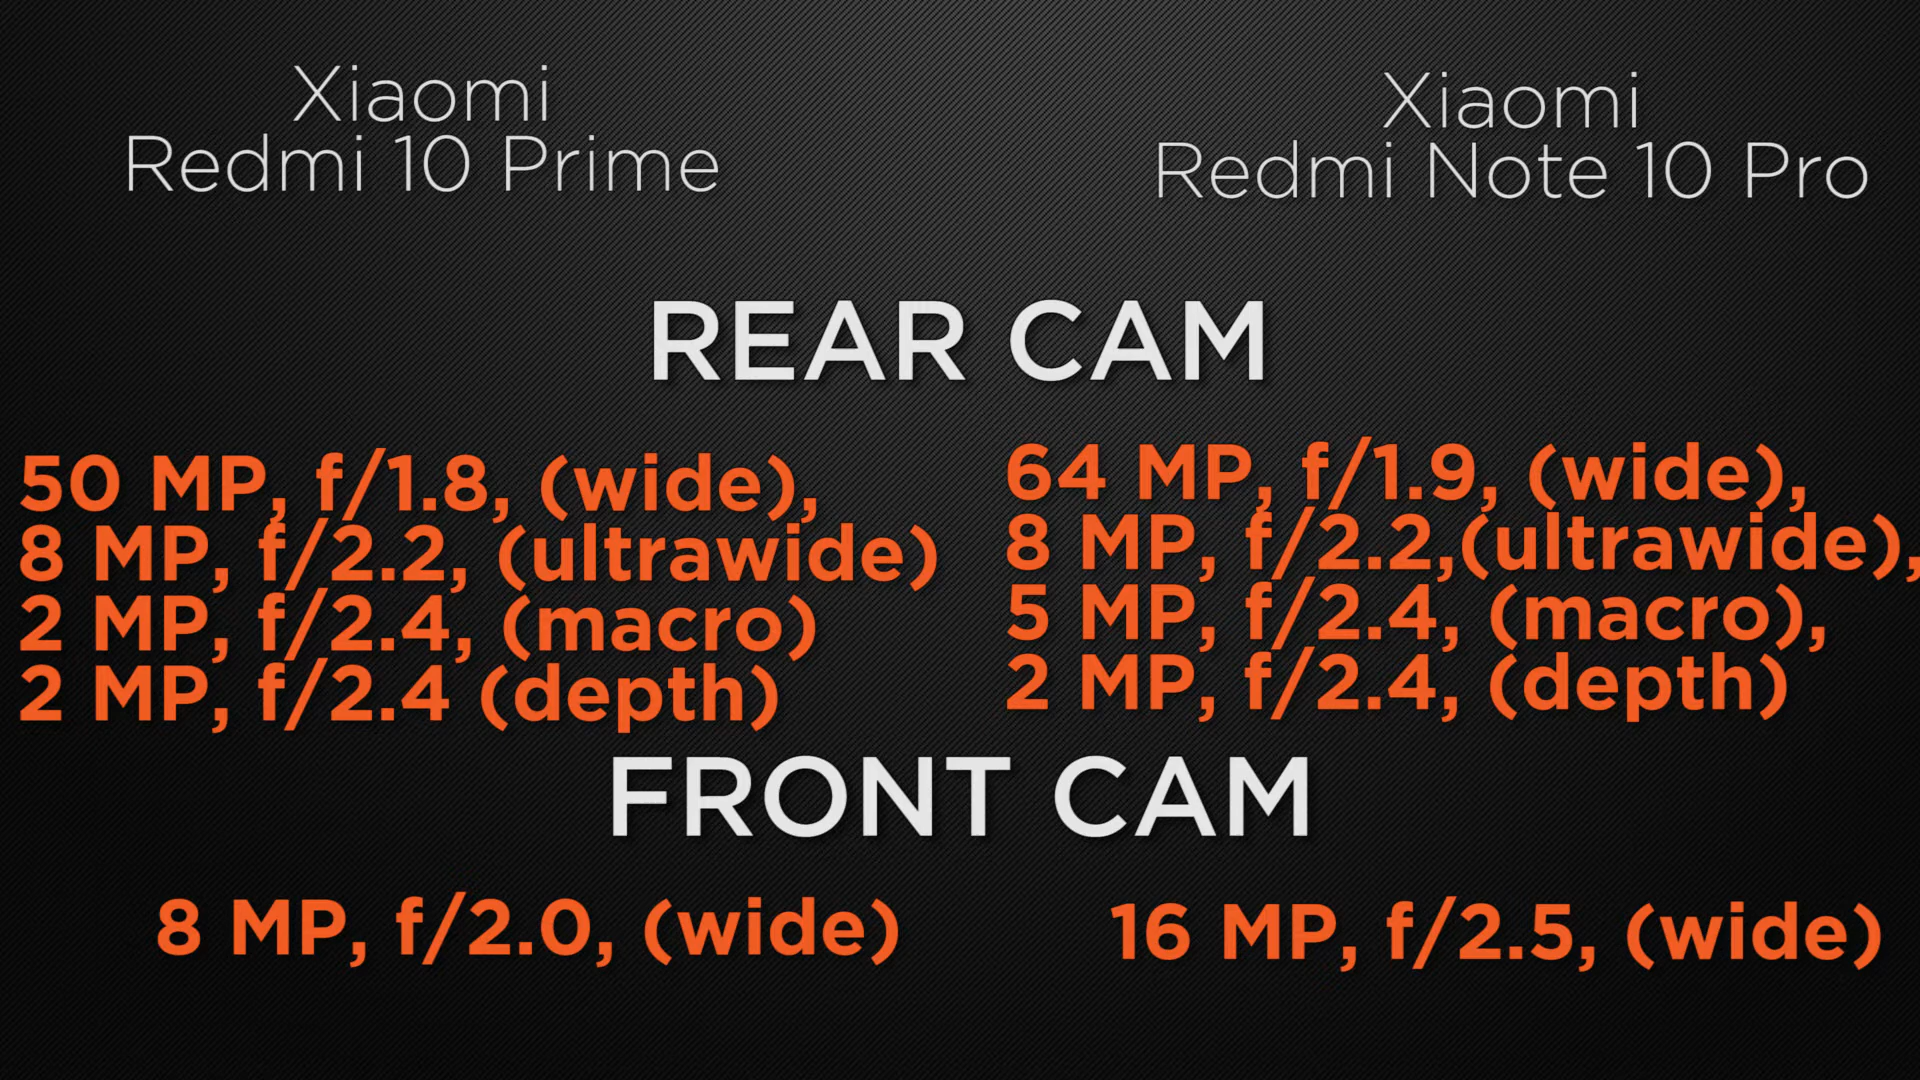 Xiaomi
Redmi 10 Prime
Xiaomi
Redmi Note 10 Pro
REAR CAM
50 MP, f/1.8, (wide),
8 MP, f/2.2, (ultrawide)
2 MP, f/2.4, (macro)
2 MP, f/2.4 (depth)
64 MP, f/1.9, (wide),
8 MP, f/2.2,(ultrawide),
5 MP, f/2.4, (macro),
2 MP, f/2.4, (depth)
FRONT CAM
8 MP, f/2.0, (wide)
16 MP, f/2.5, (wide)